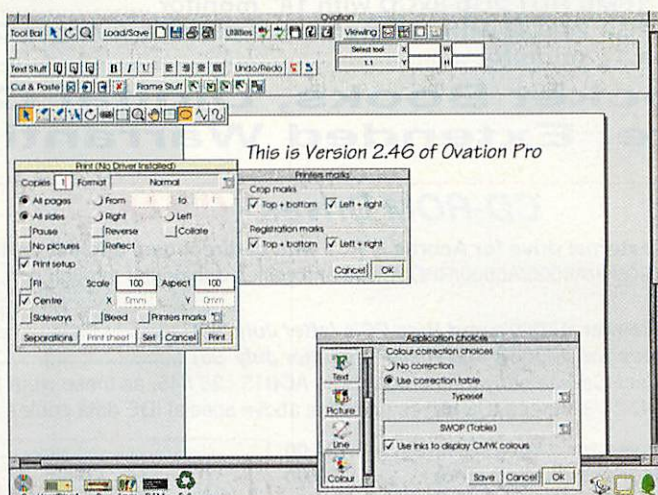 Ovation
Tool Bar Load/Save Utilities Viewing
Select tool X W
1.1 Y H
Text Stuff B I U Undo/Redo
Cut & Paste Frame Stuff
This is Version 2.46 of Ovation Pro
Print (No Driver Installed)
Copies 1 Format Normal
All pages From 1 to 1
All sides Right Left
Pause Reverse Collate
No pictures Reflect
Print setup
Fit Scale 100 Aspect 100
Centre X 0mm Y 0mm
Sideways Bleed Printers marks
Separations Print sheet Set Cancel Print
Printers marks
Crop marks
Top + bottom Left + right
Registration marks
Top + bottom Left + right
Cancel OK
Application choices
Text
Picture
Line
Colour
Colour correction choices
No correction
Use correction table
Typeset
SWOP (Table)
Use inks to display CMYK colours
Save Cancel OK